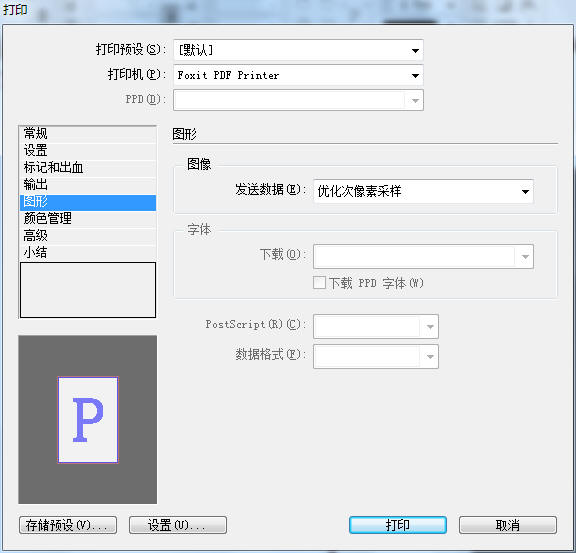 打印
打印预设(S): [默认]
打印机(P): Foxit PDF Printer
PPD(D):
常规
设置
标记和出血
输出
图形
颜色管理
高级
小结
图形
图像
发送数据(E): 优化次像素采样
字体
下载(O):
下载 PPD 字体(W)
PostScript(R)(C):
数据格式(F):
P
存储预设(V)... 设置(U)... 打印 取消